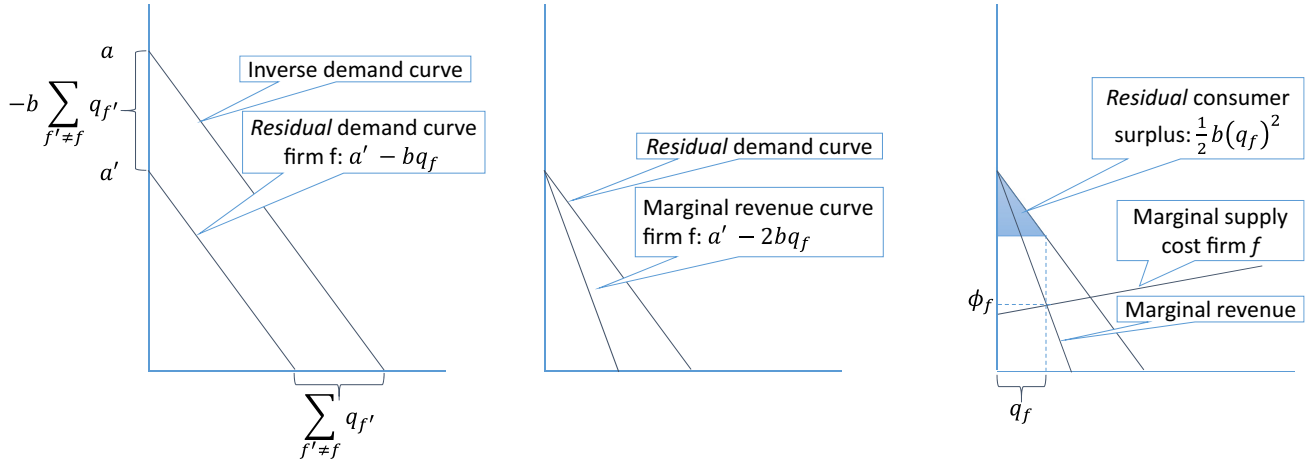 a
−b ∑ q_{f′}
f′≠f
a′
Inverse demand curve
Residual demand curve
firm f: a′ − bq_f
∑ q_{f′}
f′≠f
Residual demand curve
Marginal revenue curve
firm f: a′ − 2bq_f
Residual consumer
surplus: ½ b(q_f)²
Marginal supply
cost firm f
ϕ_f
Marginal revenue
q_f